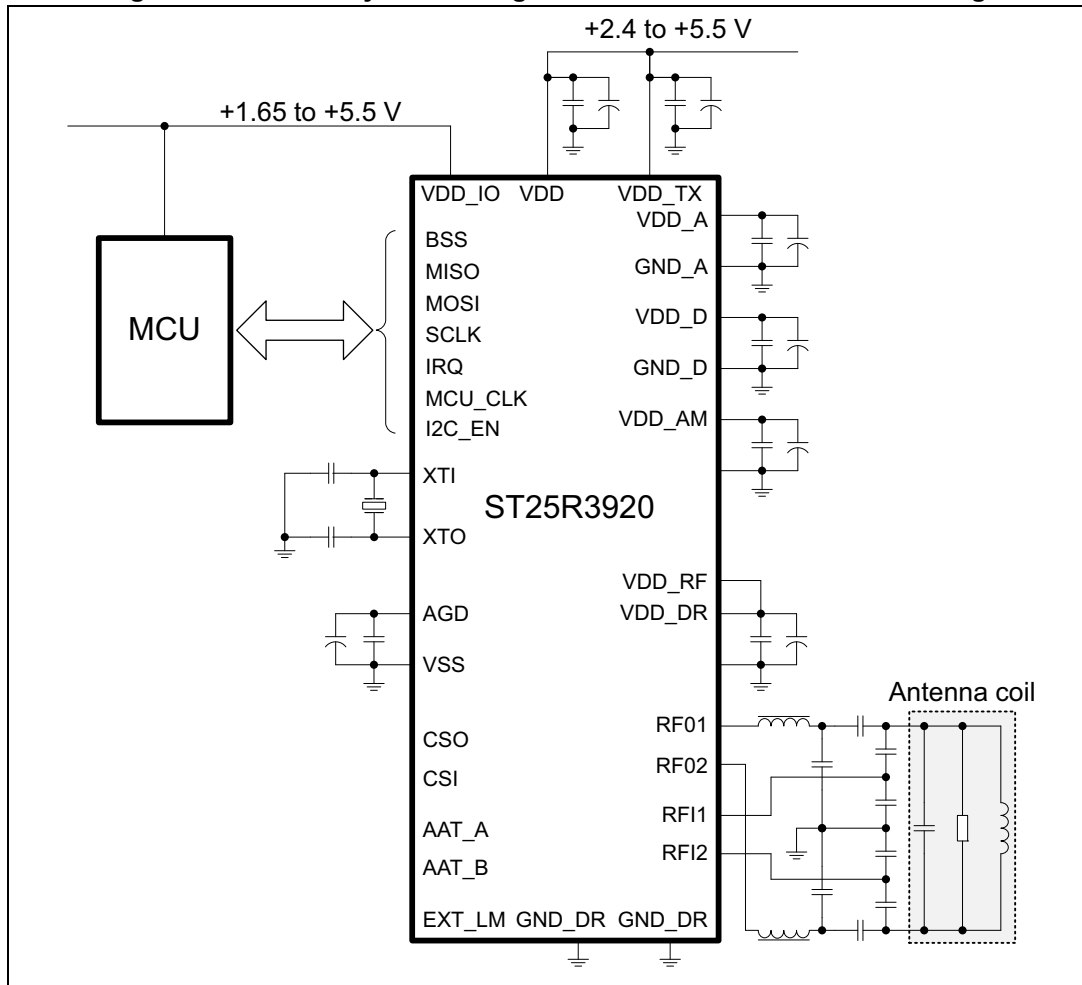 +2.4 to +5.5 V
+1.65 to +5.5 V
VDD_IO VDD VDD_TX
VDD_A
BSS
MISO
GND_A
MOSI
VDD_D
MCU
SCLK
IRQ
GND_D
MCU_CLK
VDD_AM
I2C_EN
XTI
ST25R3920
XTO
VDD_RF
AGD
VDD_DR
VSS
Antenna coil
RF01
CSO
RF02
CSI
RFI1
AAT_A
RFI2
AAT_B
EXT_LM GND_DR GND_DR